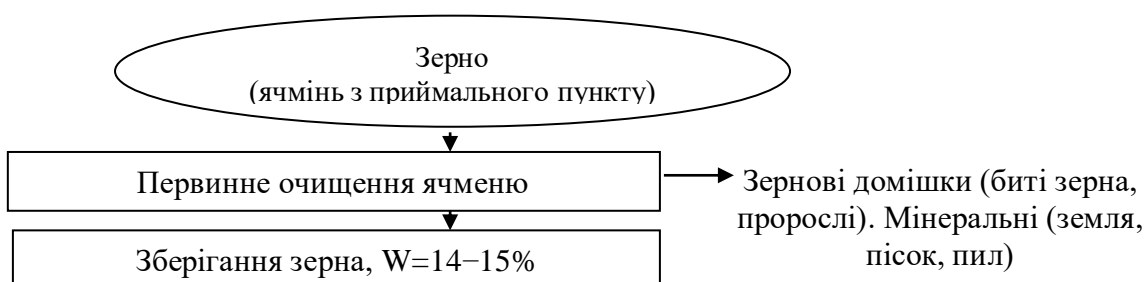 Зерно
(ячмінь з приймального пункту)
Первинне очищення ячменю
Зернові домішки (биті зерна,
пророслі). Мінеральні (земля,
пісок, пил)
Зберігання зерна, W=14−15%